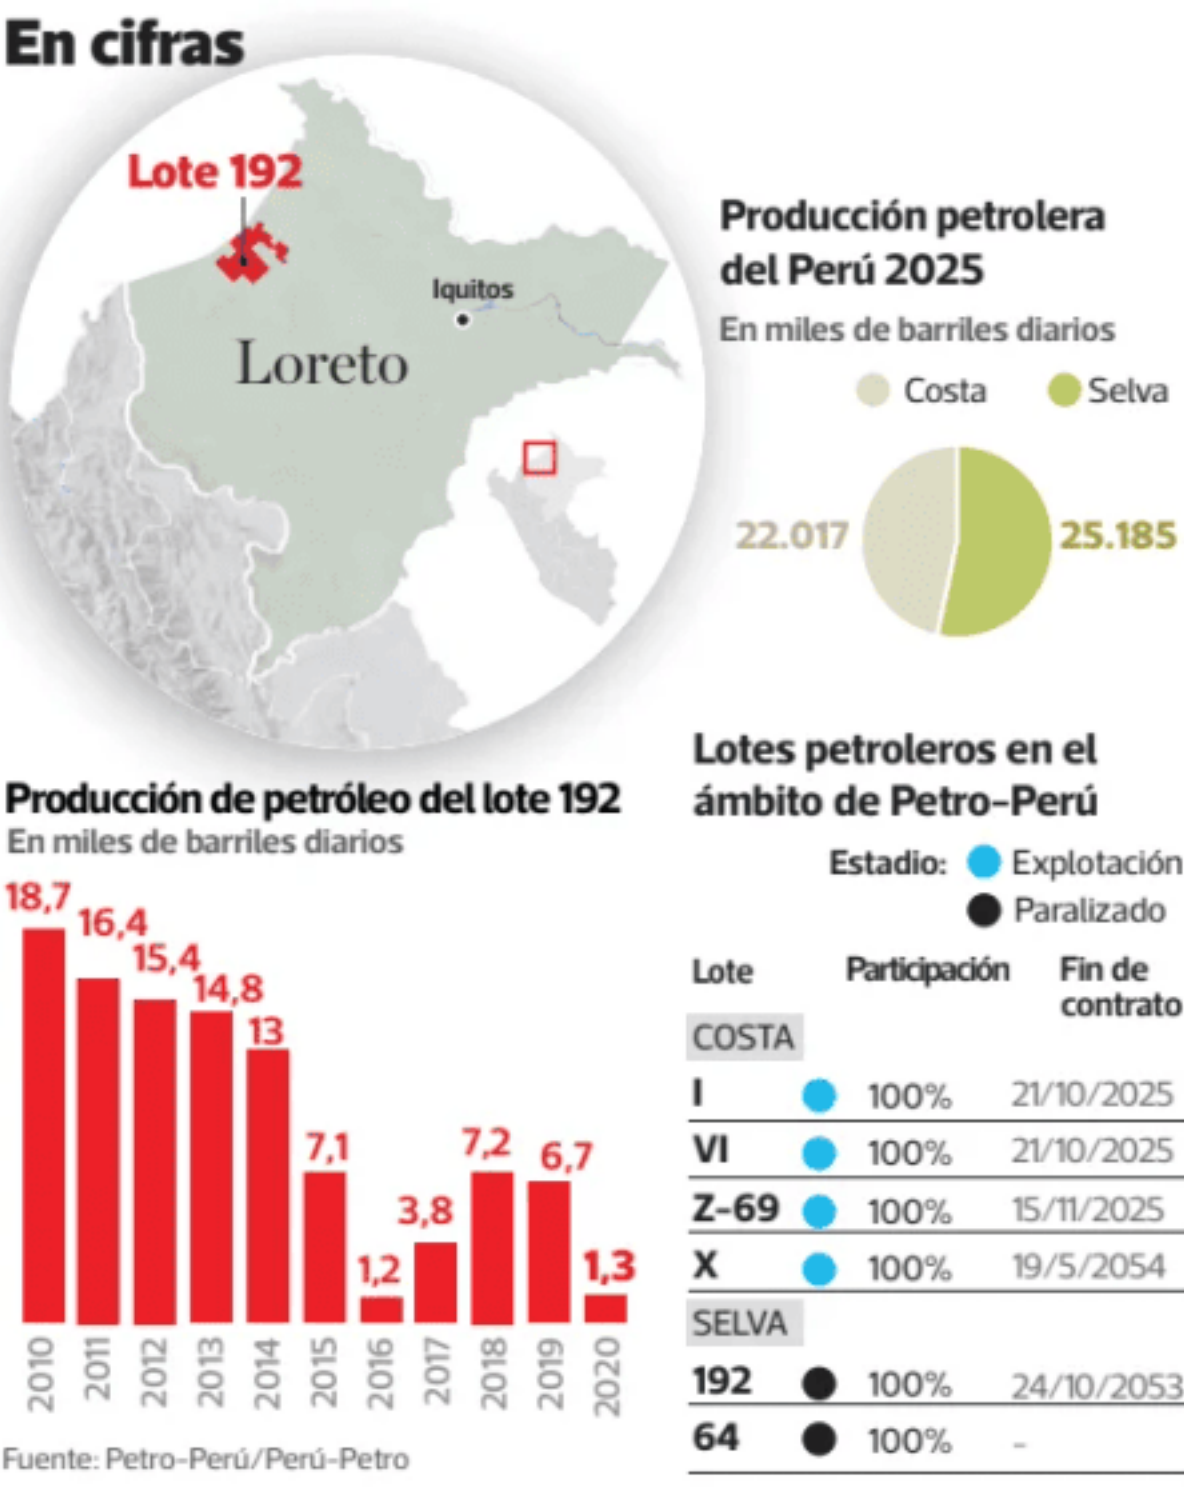 En cifras
Lote 192
Iquitos
Loreto
Producción petrolera
del Perú 2025
En miles de barriles diarios
Costa Selva
22.017 25.185
Producción de petróleo del lote 192
En miles de barriles diarios
18,7
16,4
15,4
14,8
13
7,1
1,2
3,8
7,2
6,7
1,3
2010 2011 2012 2013 2014 2015 2016 2017 2018 2019 2020
Fuente: Petro-Perú/Perú-Petro
Lotes petroleros en el
ámbito de Petro-Perú
Estadio: Explotación
Paralizado
Lote Participación Fin de
contrato
COSTA
I 100% 21/10/2025
VI 100% 21/10/2025
Z-69 100% 15/11/2025
X 100% 19/5/2054
SELVA
192 100% 24/10/2053
64 100% -